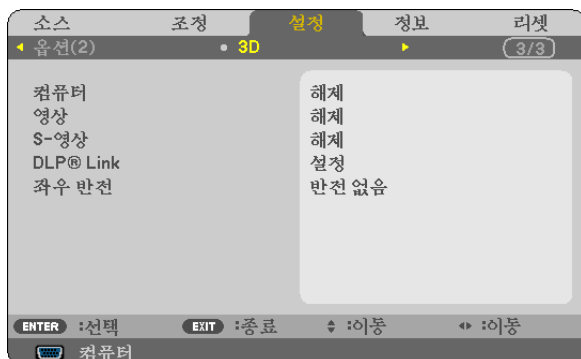 소스 조정 설정 정보 리셋
옵션(2) 3D 3/3
컴퓨터 해제
영상 해제
S-영상 해제
DLP® Link 설정
좌우 반전 반전 없음
ENTER :선택 EXIT :종료 :이동 :이동
컴퓨터